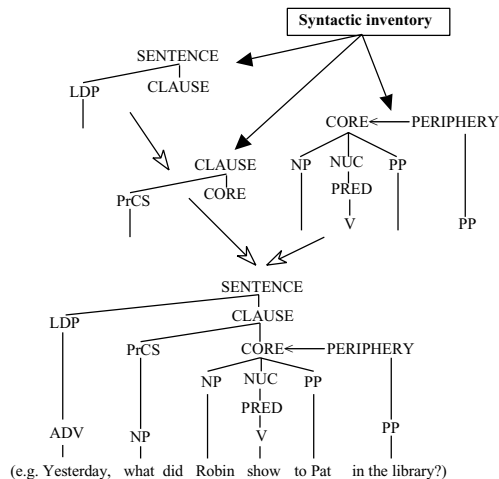 Syntactic inventory
SENTENCE
LDP CLAUSE
CORE PERIPHERY
CLAUSE NP NUC PP
PrCS CORE PRED
V PP
SENTENCE
LDP CLAUSE
PrCS CORE PERIPHERY
NP NUC PP
PRED
ADV NP V PP
(e.g. Yesterday, what did Robin show to Pat in the library?)